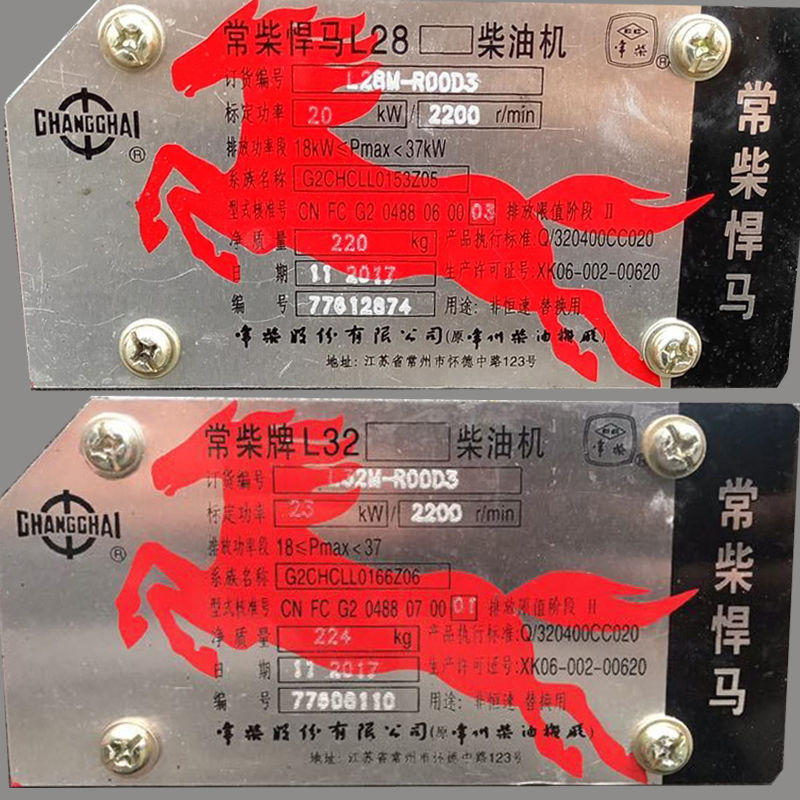 常柴悍马L28 柴油机
常柴
®
订货编号 L28M-R00D3
标定功率 20 kW / 2200 r/min
CHANGCHAI
®
排放功率段 18kW≤Pmax<37kW
系族名称 G2CHCLL0153Z05
型式核准号 CN FC G2 0488 06 00 03 排放限值阶段 Ⅱ
净质量 220 kg 产品执行标准:Q/320400CC020
日期 11 2017 生产许可证号:XK06-002-00620
编号 77612874 用途: 非恒速 替换用
常柴股份有限公司(原常州柴油机厂)
地址: 江苏省常州市怀德中路123号
常柴悍马
常柴牌L32 柴油机
常柴
®
订货编号 L32M-R00D3
标定功率 23 kW / 2200 r/min
CHANGCHAI
®
排放功率段 18≤Pmax<37
系族名称 G2CHCLL0166Z06
型式核准号 CN FC G2 0488 07 00 01 排放限值阶段 Ⅱ
净质量 224 kg 产品执行标准:Q/320400CC020
日期 11 2017 生产许可证号:XK06-002-00620
编号 77608110 用途: 非恒速 替换用
常柴股份有限公司(原常州柴油机厂)
地址: 江苏省常州市怀德中路123号
常柴悍马